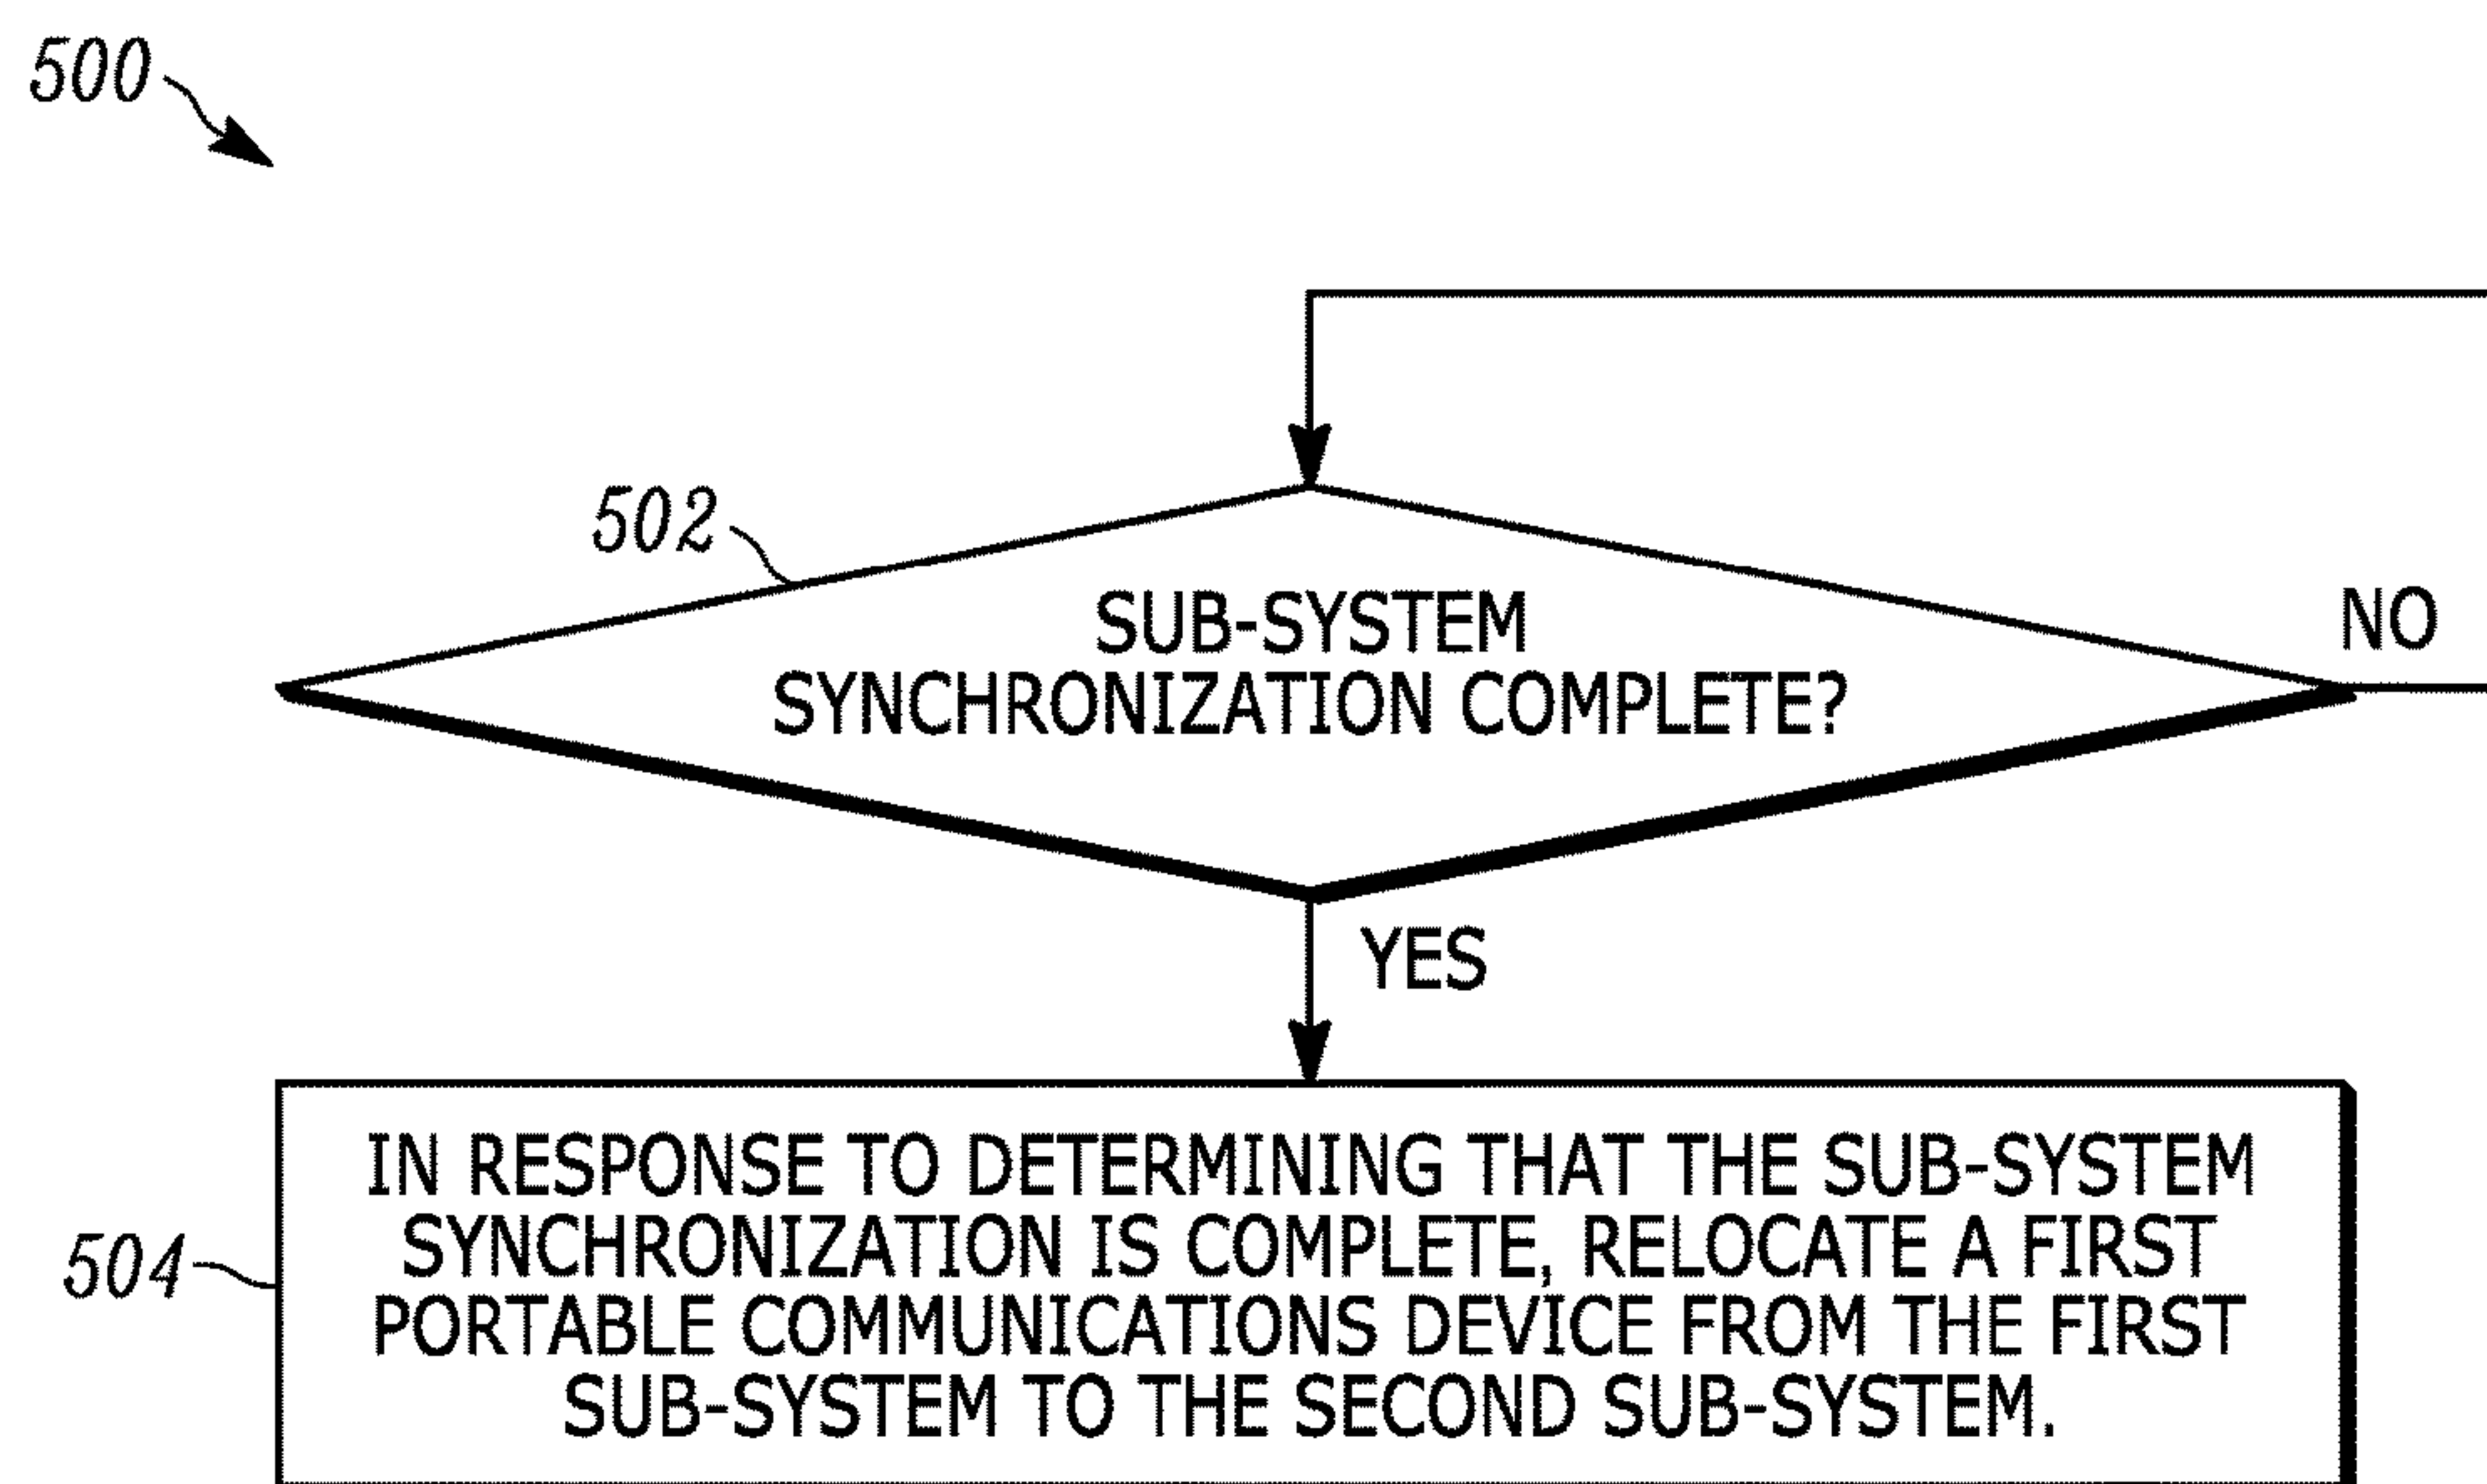 500
502
SUB-SYSTEM
SYNCHRONIZATION COMPLETE?
NO
YES
504
IN RESPONSE TO DETERMINING THAT THE SUB-SYSTEM
SYNCHRONIZATION IS COMPLETE, RELOCATE A FIRST
PORTABLE COMMUNICATIONS DEVICE FROM THE FIRST
SUB-SYSTEM TO THE SECOND SUB-SYSTEM.